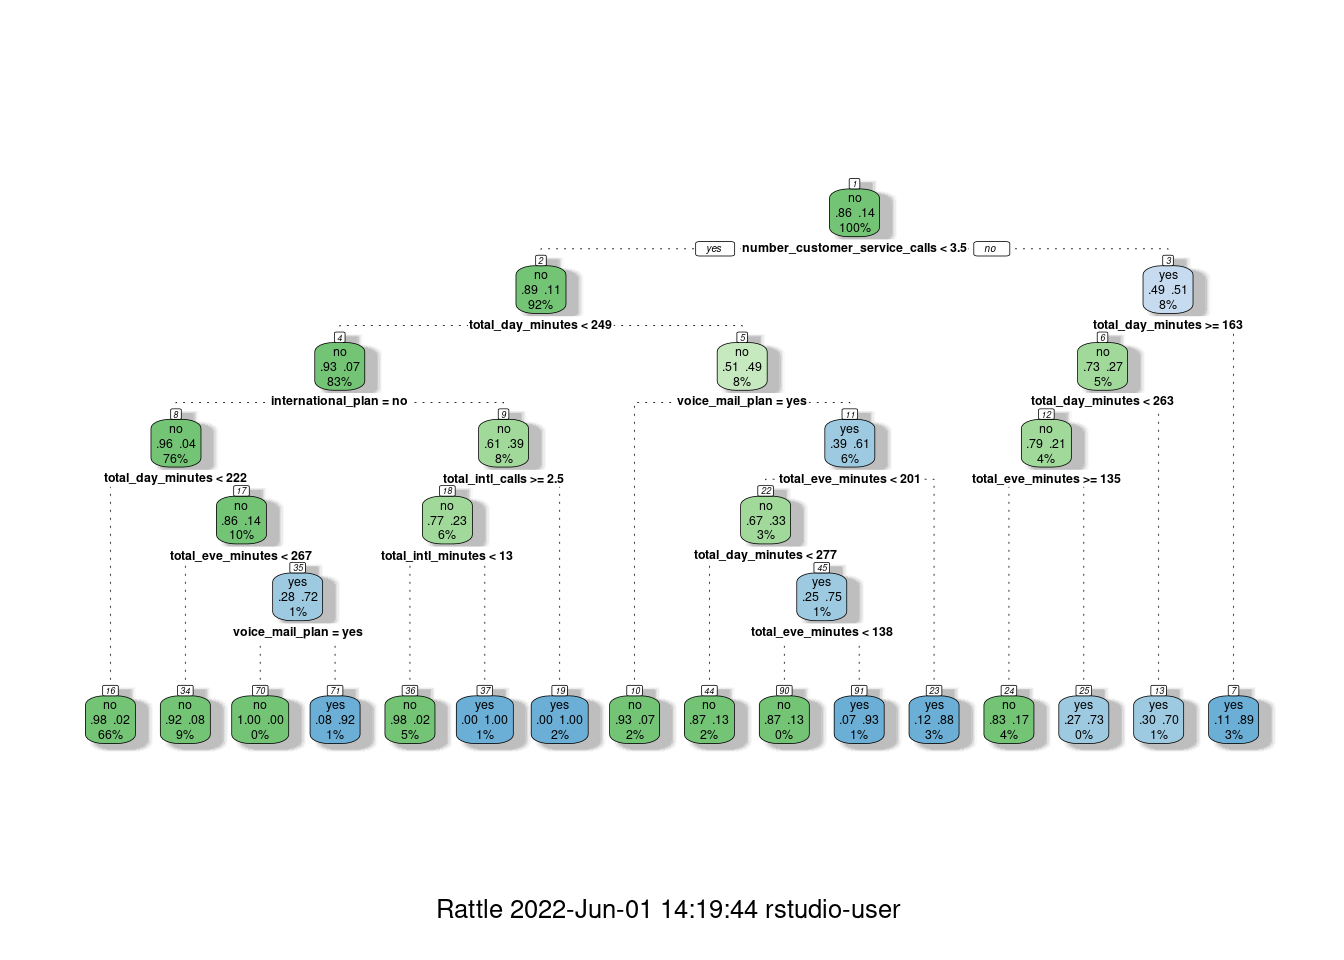 1
no
.86 .14
100%
yes number_customer_service_calls < 3.5 no
2
no
.89 .11
92%
3
yes
.49 .51
8%
total_day_minutes < 249
total_day_minutes >= 163
4
no
.93 .07
83%
5
no
.51 .49
8%
6
no
.73 .27
5%
international_plan = no
voice_mail_plan = yes
total_day_minutes < 263
8
no
.96 .04
76%
9
no
.61 .39
8%
11
yes
.39 .61
6%
12
no
.79 .21
4%
total_day_minutes < 222
total_intl_calls >= 2.5
total_eve_minutes < 201
total_eve_minutes >= 135
17
no
.86 .14
10%
18
no
.77 .23
6%
22
no
.67 .33
3%
total_eve_minutes < 267
total_intl_minutes < 13
total_day_minutes < 277
35
yes
.28 .72
1%
45
yes
.25 .75
1%
voice_mail_plan = yes
total_eve_minutes < 138
16
no
.98 .02
66%
34
no
.92 .08
9%
70
no
1.00 .00
0%
71
yes
.08 .92
1%
36
no
.98 .02
5%
37
yes
.00 1.00
1%
19
yes
.00 1.00
2%
10
no
.93 .07
2%
44
no
.87 .13
2%
90
no
.87 .13
0%
91
yes
.07 .93
1%
23
yes
.12 .88
3%
24
no
.83 .17
4%
25
yes
.27 .73
0%
13
yes
.30 .70
1%
7
yes
.11 .89
3%
Rattle 2022-Jun-01 14:19:44 rstudio-user